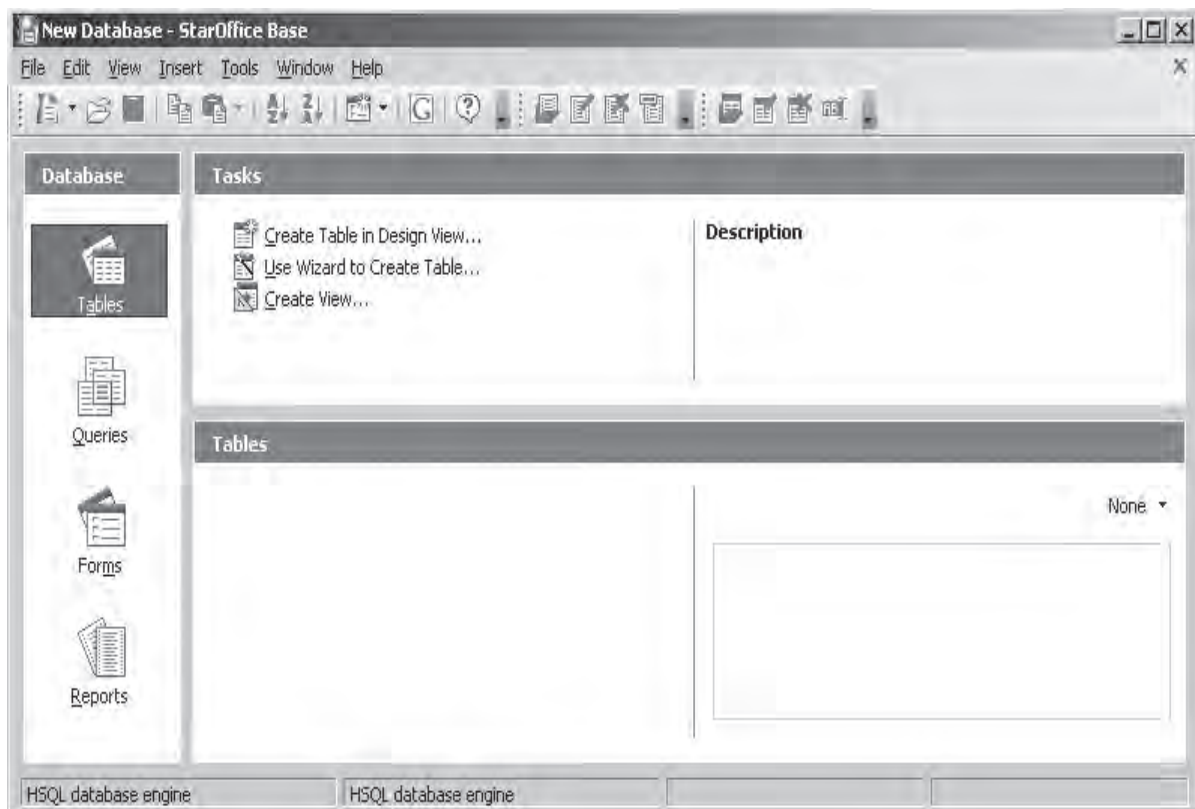 New Database - StarOffice Base
File Edit View Insert Tools Window Help
Database
Tasks
Create Table in Design View...
Use Wizard to Create Table...
Create View...
Description
Tables
Queries
Forms
Reports
Tables
None
HSQL database engine
HSQL database engine